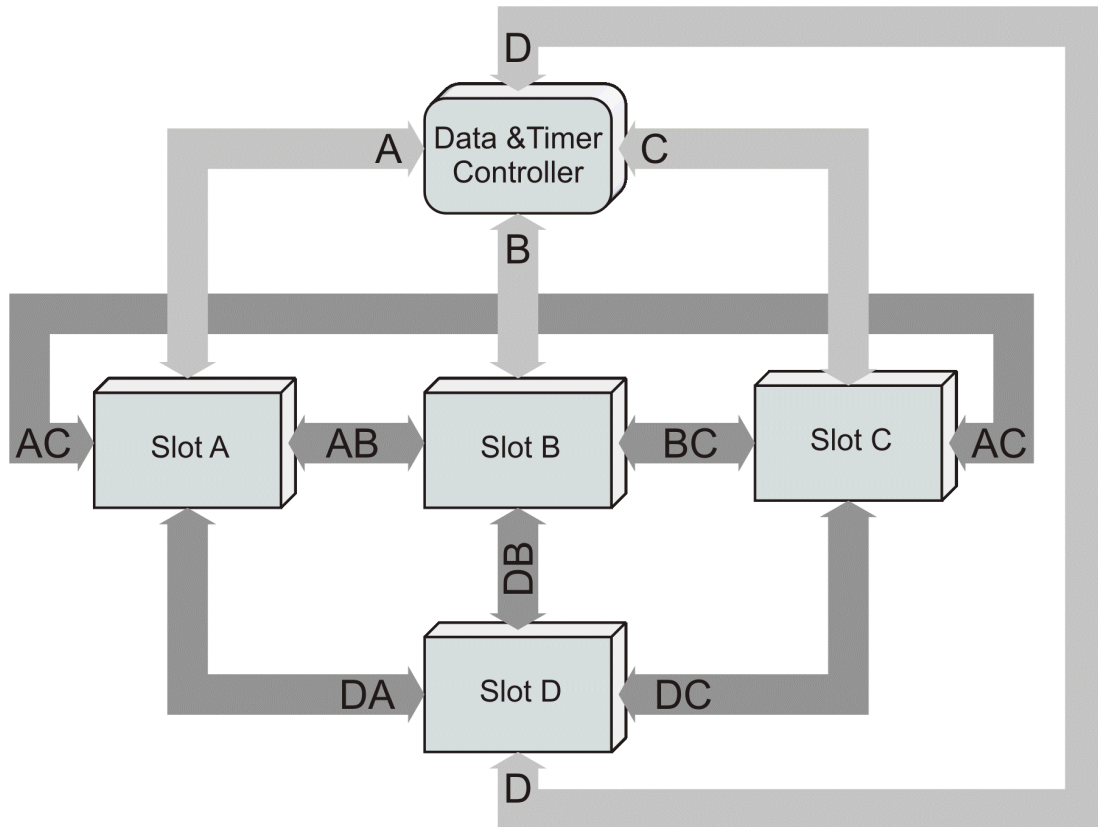 D
Data &Timer
Controller
A
C
B
AC
Slot A
AB
Slot B
BC
Slot C
AC
DB
DA
Slot D
DC
D